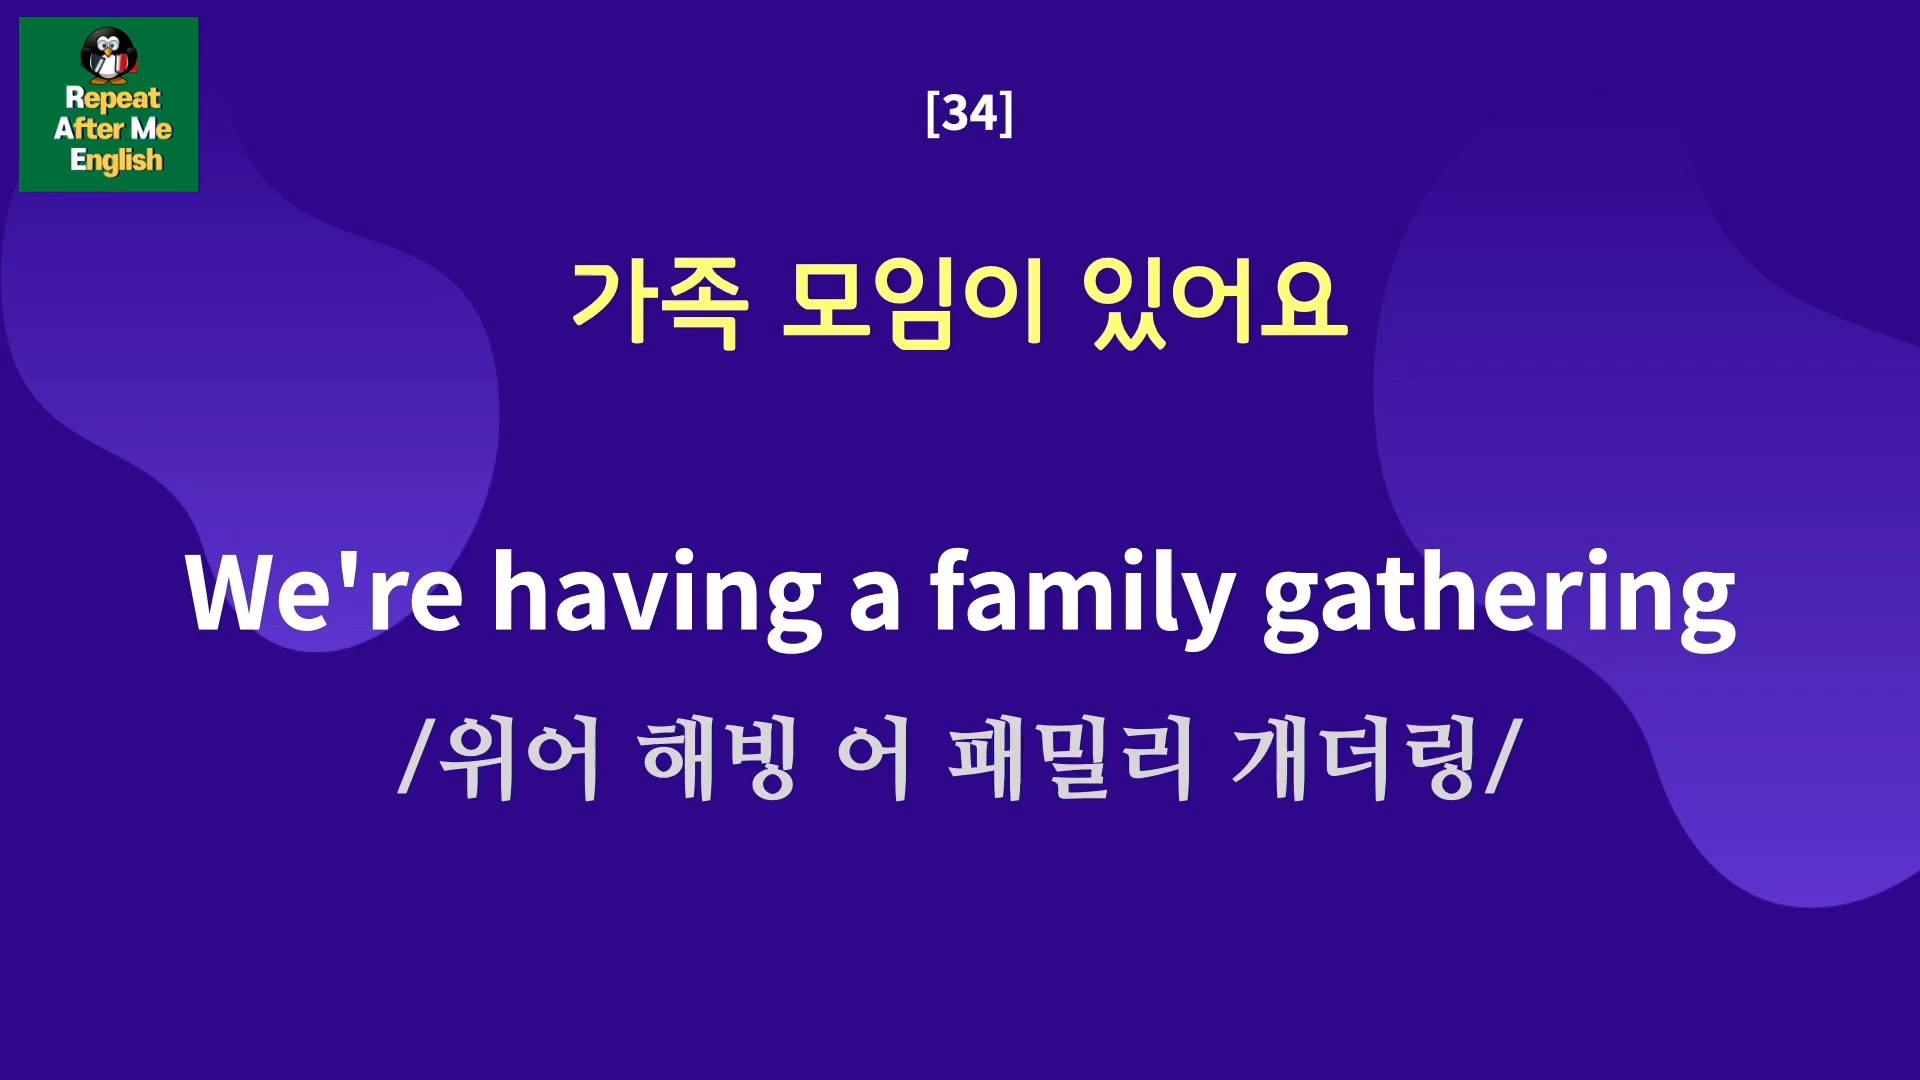 Repeat
After Me
English
[34]
가족 모임이 있어요
We're having a family gathering
/위어 해빙 어 패밀리 개더링/